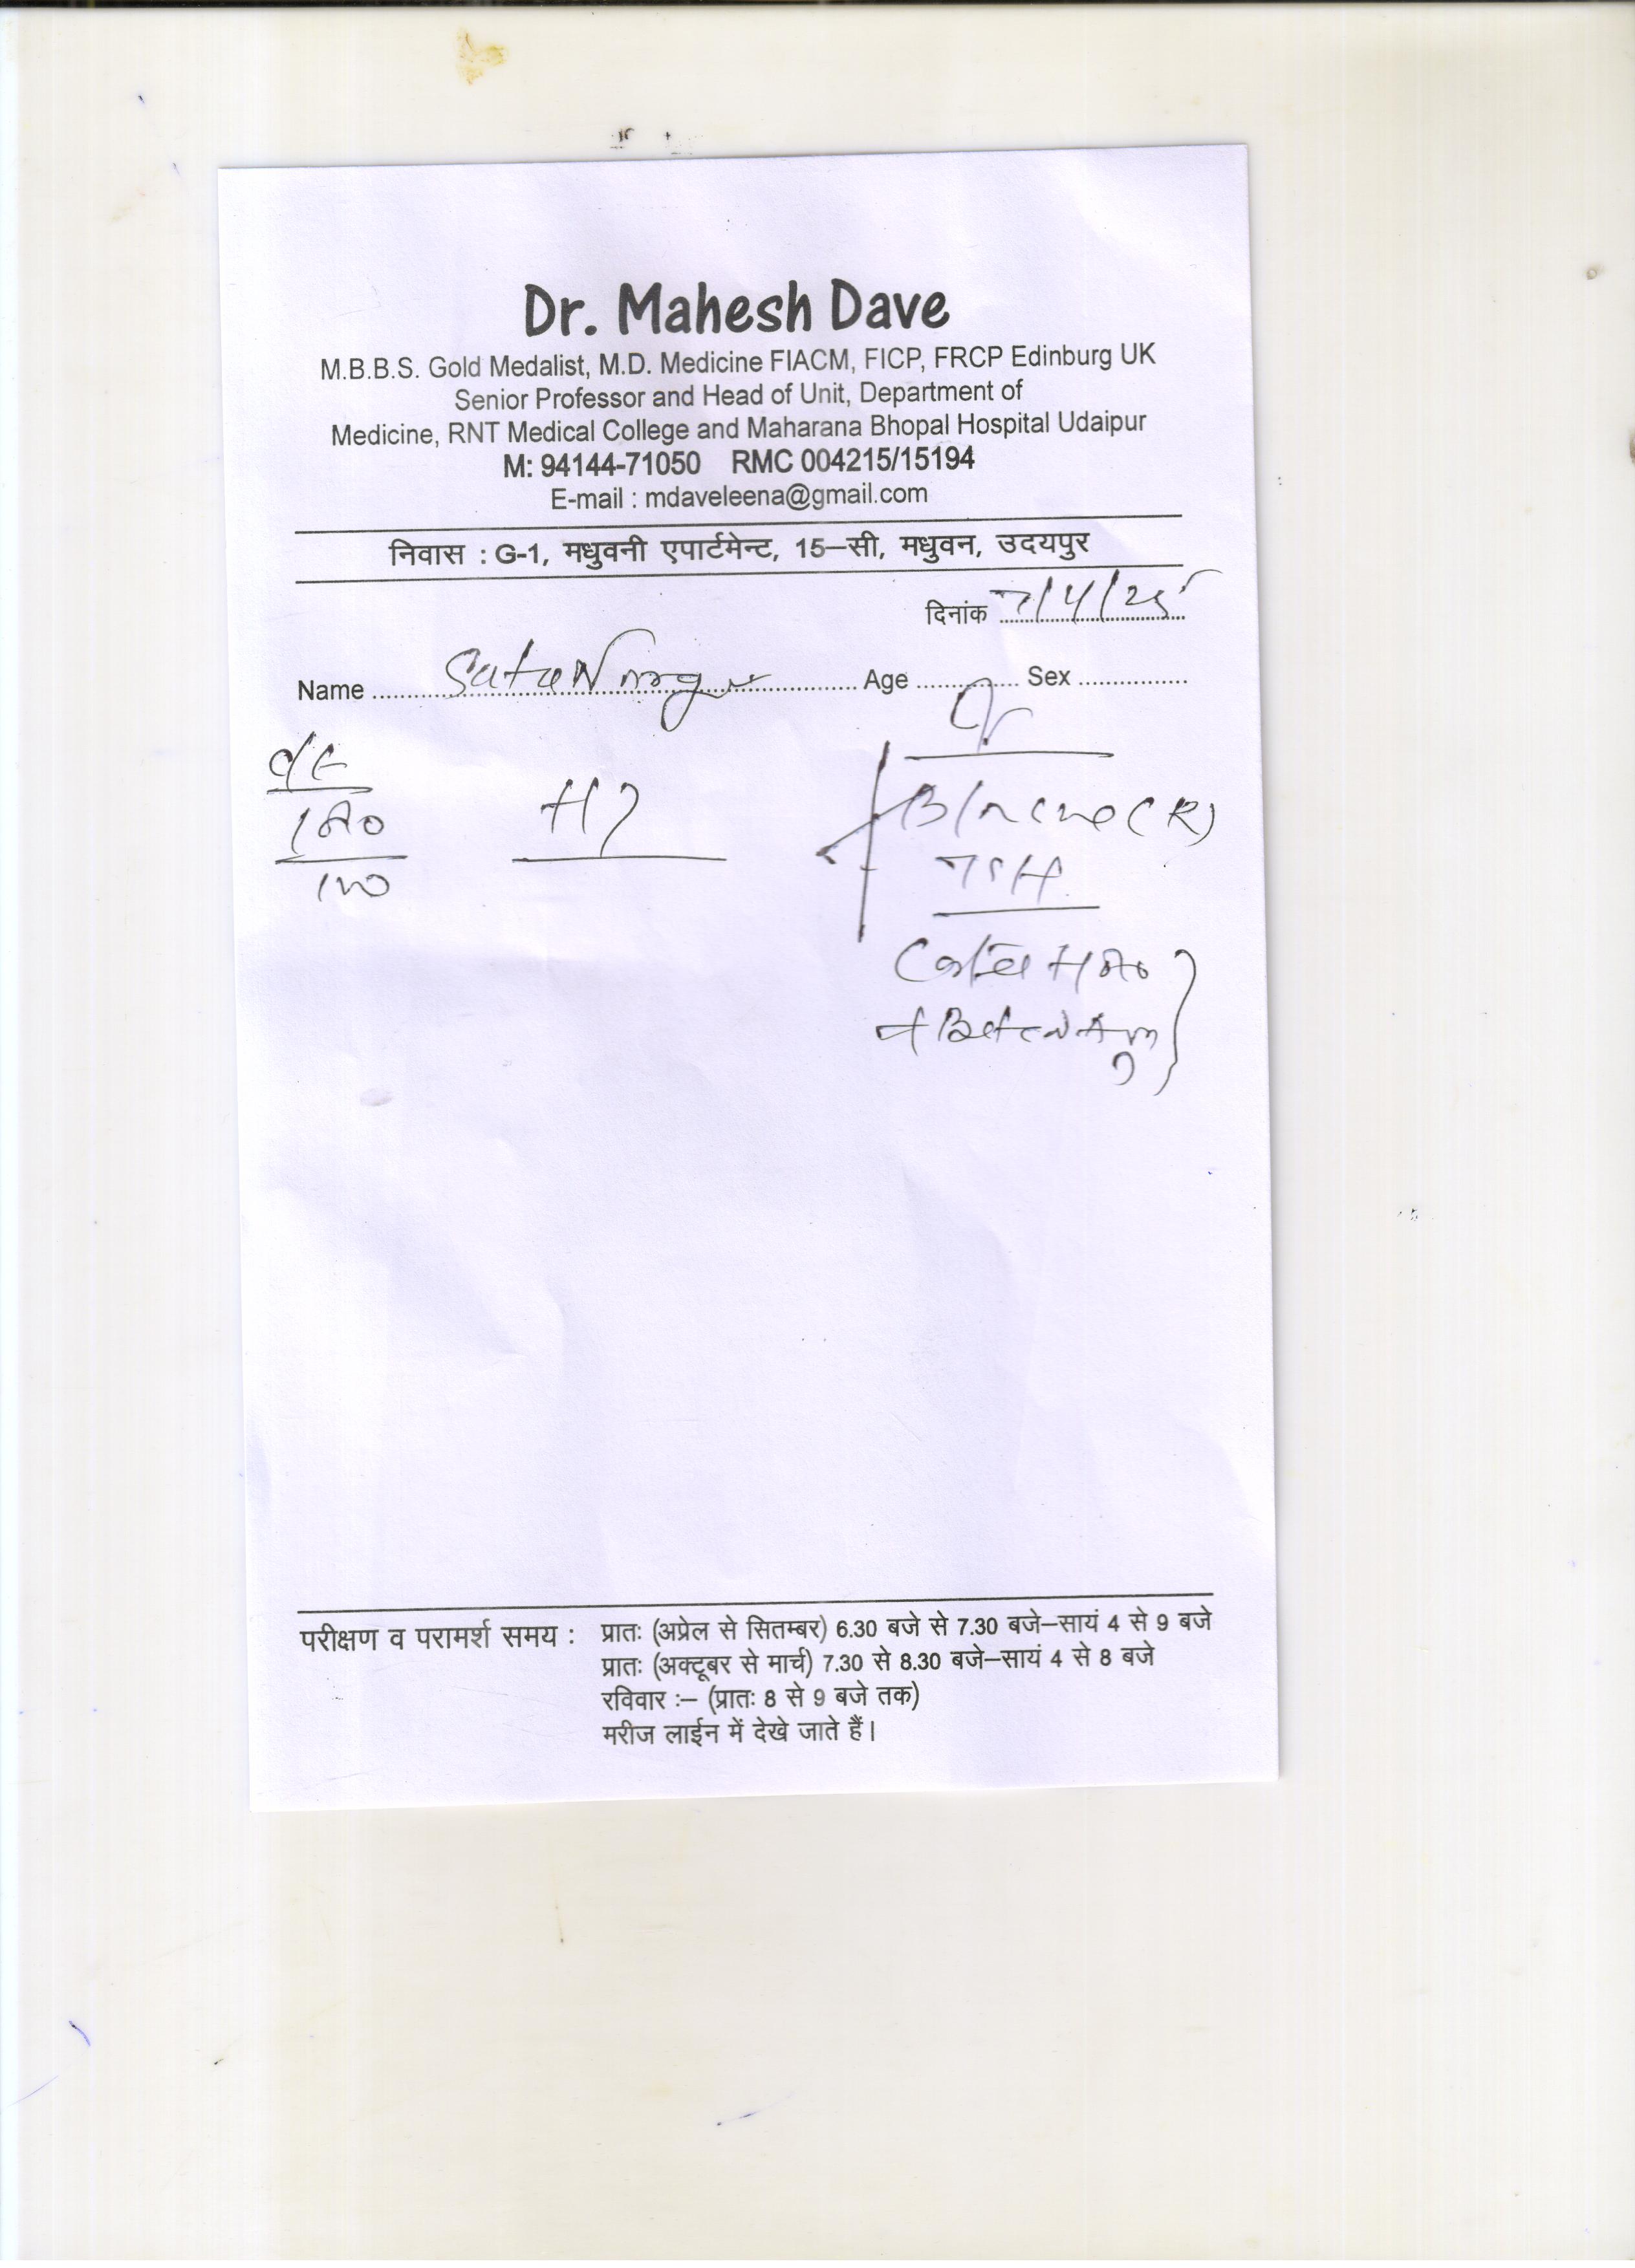 Dr. Mahesh Dave
M.B.B.S. Gold Medalist, M.D. Medicine FIACM, FICP, FRCP Edinburg UK
Senior Professor and Head of Unit, Department of
Medicine, RNT Medical College and Maharana Bhopal Hospital Udaipur
M: 94144-71050 RMC 004215/15194
E-mail : mdaveleena@gmail.com
निवास : G-1, मधुवनी एपार्टमेन्ट, 15–सी, मधुवन, उदयपुर
दिनांक 7/4/25
Name Age Sex
TSH
परीक्षण व परामर्श समय : प्रातः (अप्रेल से सितम्बर) 6.30 बजे से 7.30 बजे–सायं 4 से 9 बजे
प्रातः (अक्टूबर से मार्च) 7.30 से 8.30 बजे–सायं 4 से 8 बजे
रविवार :– (प्रातः 8 से 9 बजे तक)
मरीज लाईन में देखे जाते हैं।